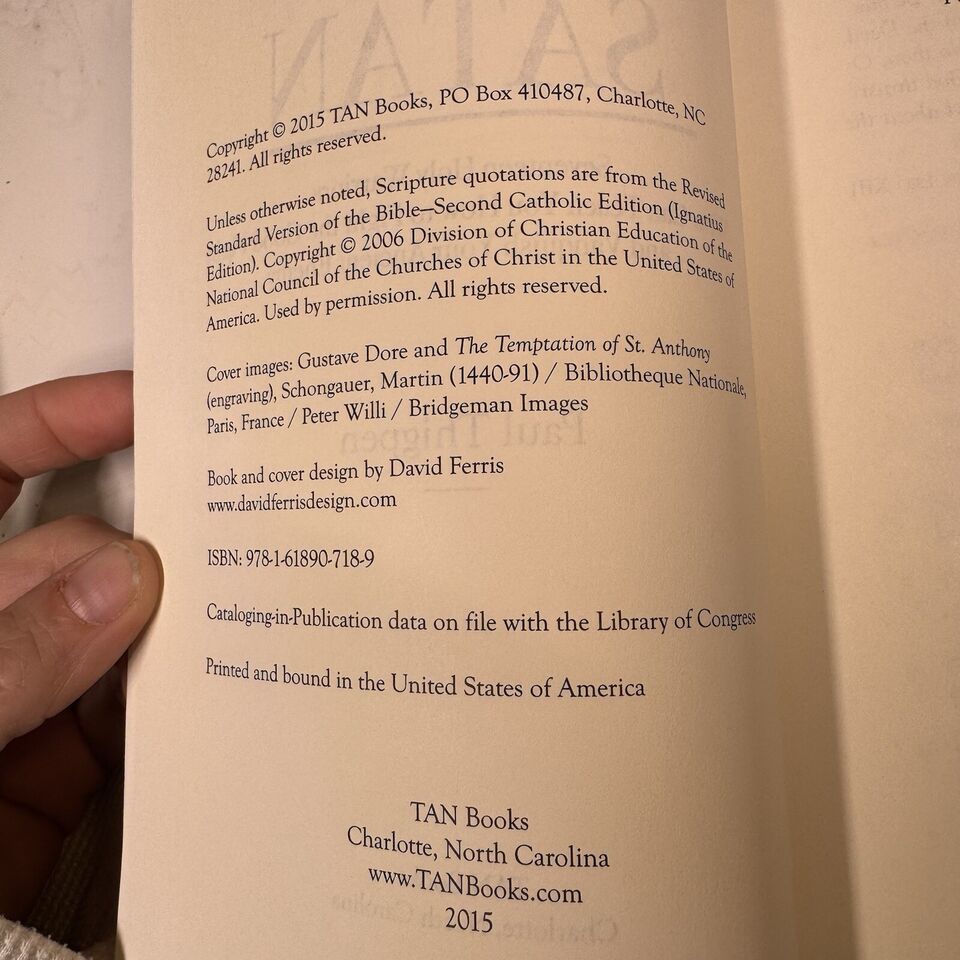 Copyright © 2015 TAN Books, PO Box 410487, Charlotte, NC
28241. All rights reserved.
Unless otherwise noted, Scripture quotations are from the Revised
Standard Version of the Bible—Second Catholic Edition (Ignatius
Edition). Copyright © 2006 Division of Christian Education of the
National Council of the Churches of Christ in the United States of
America. Used by permission. All rights reserved.
Cover images: Gustave Dore and The Temptation of St. Anthony
(engraving), Schongauer, Martin (1440-91) / Bibliotheque Nationale,
Paris, France / Peter Willi / Bridgeman Images
Book and cover design by David Ferris
www.davidferrisdesign.com
ISBN: 978-1-61890-718-9
Cataloging-in-Publication data on file with the Library of Congress
Printed and bound in the United States of America
TAN Books
Charlotte, North Carolina
www.TANBooks.com
2015
SATAN
Paul Thigpen